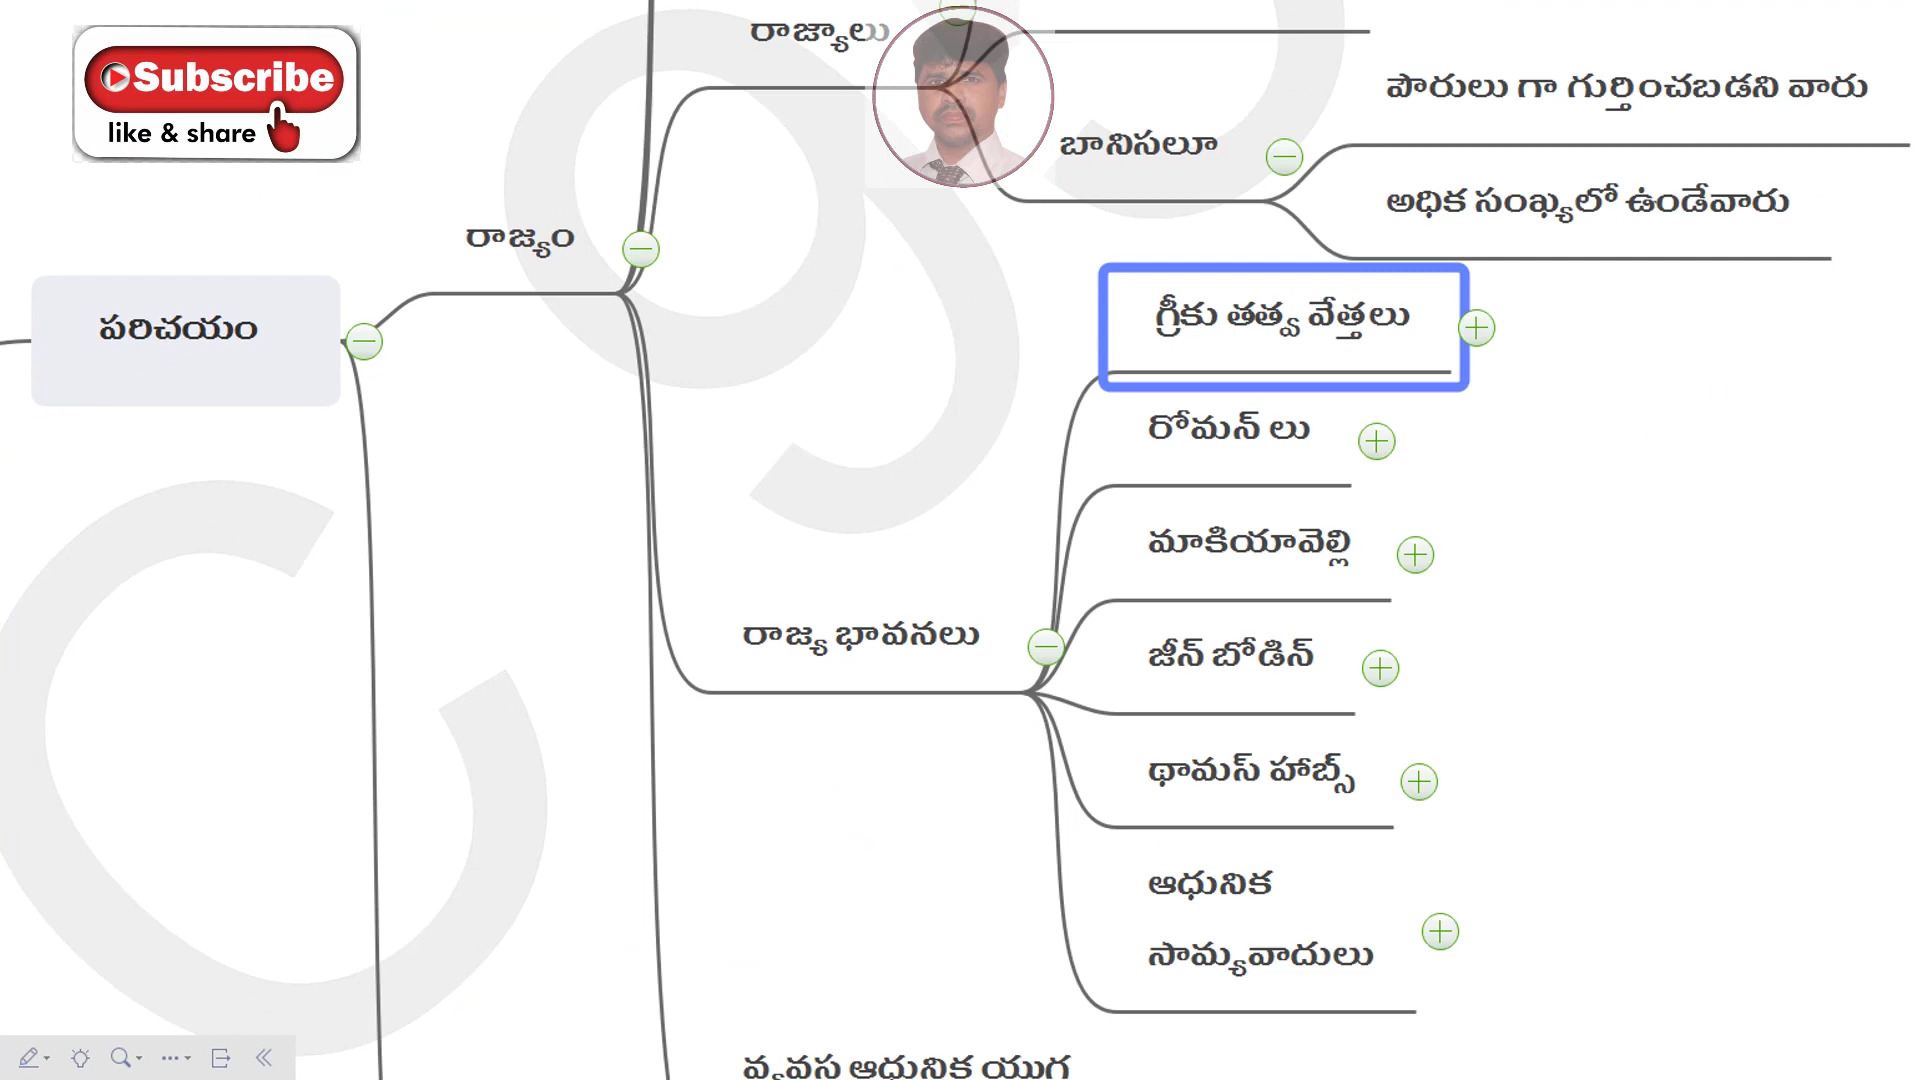 Subscribe
like & share
రాజ్యాలు
పౌరులు గా గుర్తించబడని వారు
బానిసలూ
అధిక సంఖ్యలో ఉండేవారు
రాజ్యం
పరిచయం
గ్రీకు తత్వ వేత్తలు
రోమన్ లు
మాకియావెల్లి
జీన్ బోడిన్
రాజ్య భావనలు
థామస్ హాబ్స్
ఆధునిక
సామ్యవాదులు
వ్యవస ఆధునిక యుగ